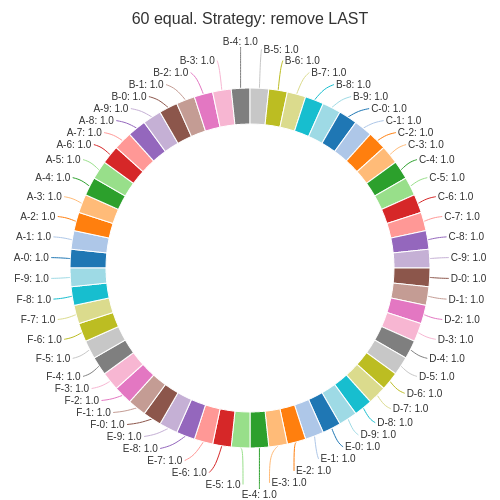 60 equal. Strategy: remove LAST
B-4: 1.0
B-5: 1.0
B-6: 1.0
B-7: 1.0
B-8: 1.0
B-9: 1.0
C-0: 1.0
C-1: 1.0
C-2: 1.0
C-3: 1.0
C-4: 1.0
C-5: 1.0
C-6: 1.0
C-7: 1.0
C-8: 1.0
C-9: 1.0
D-0: 1.0
D-1: 1.0
D-2: 1.0
D-3: 1.0
D-4: 1.0
D-5: 1.0
D-6: 1.0
D-7: 1.0
D-8: 1.0
D-9: 1.0
E-0: 1.0
E-1: 1.0
E-2: 1.0
E-3: 1.0
E-4: 1.0
E-5: 1.0
E-6: 1.0
E-7: 1.0
E-8: 1.0
E-9: 1.0
F-0: 1.0
F-1: 1.0
F-2: 1.0
F-3: 1.0
F-4: 1.0
F-5: 1.0
F-6: 1.0
F-7: 1.0
F-8: 1.0
F-9: 1.0
A-0: 1.0
A-1: 1.0
A-2: 1.0
A-3: 1.0
A-4: 1.0
A-5: 1.0
A-6: 1.0
A-7: 1.0
A-8: 1.0
A-9: 1.0
B-0: 1.0
B-1: 1.0
B-2: 1.0
B-3: 1.0